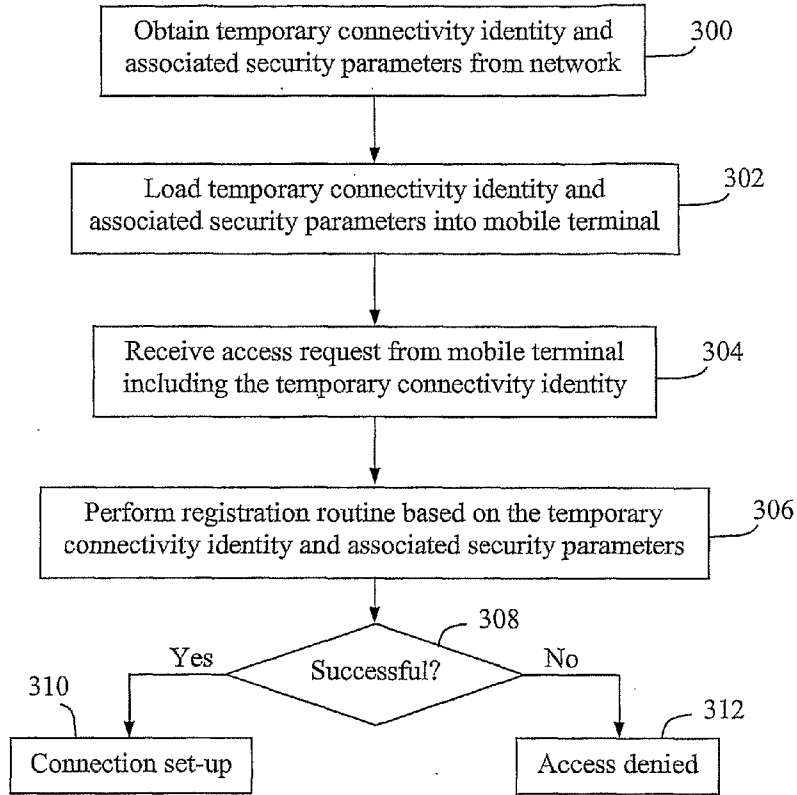 Obtain temporary connectivity identity and
associated security parameters from network
300
Load temporary connectivity identity and
associated security parameters into mobile terminal
302
Receive access request from mobile terminal
including the temporary connectivity identity
304
Perform registration routine based on the temporary
connectivity identity and associated security parameters
306
308
Successful?
Yes
No
310
Connection set-up
312
Access denied